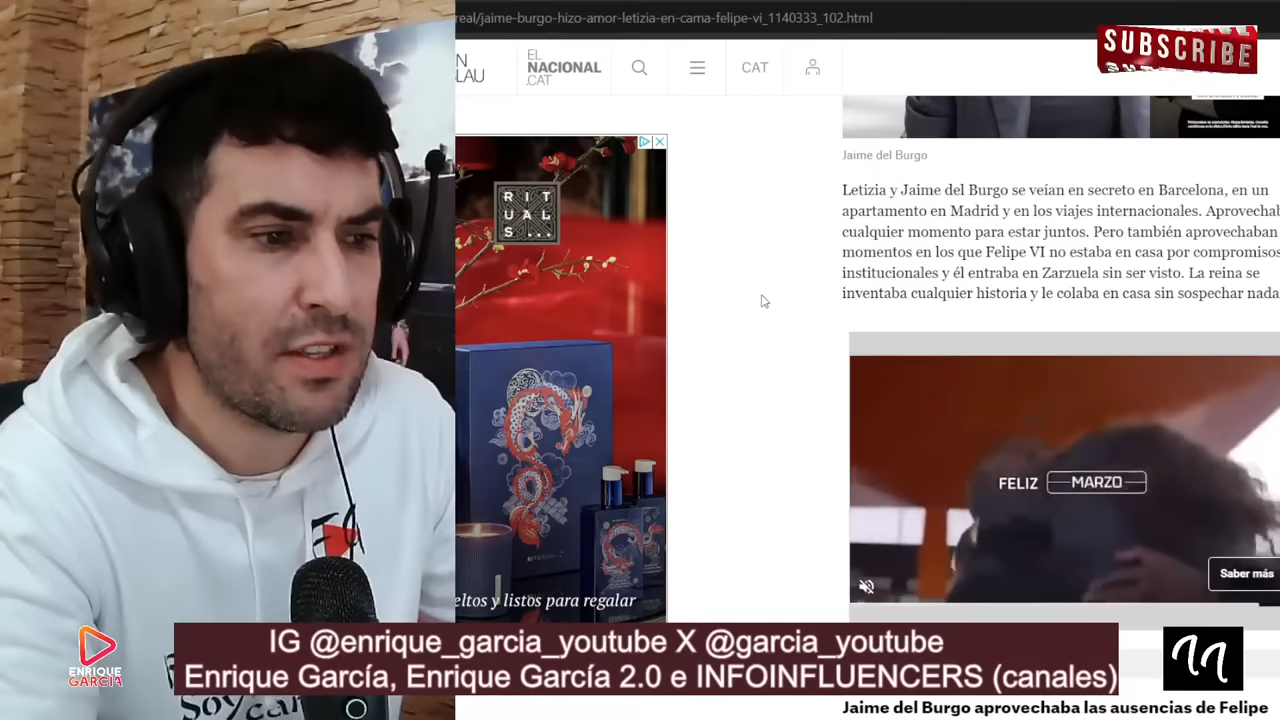 real/jaime-burgo-hizo-amor-letizia-en-cama-felipe-vi_1140333_102.html
SUBSCRIBE
EL
NACIONAL
.CAT
CAT
Jaime del Burgo
Letizia y Jaime del Burgo se veían en secreto en Barcelona, en un
apartamento en Madrid y en los viajes internacionales. Aprovechab
cualquier momento para estar juntos. Pero también aprovechaban
momentos en los que Felipe VI no estaba en casa por compromisos
institucionales y él entraba en Zarzuela sin ser visto. La reina se
inventaba cualquier historia y le colaba en casa sin sospechar nada
RIT
UAL
S...
eltos y listos para regalar
FELIZ MARZO
Saber más
IG @enrique_garcia_youtube X @garcia_youtube
Enrique García, Enrique García 2.0 e INFOINFLUENCERS (canales)
ENRIQUE
GARCÍA
Jaime del Burgo aprovechaba las ausencias de Felipe